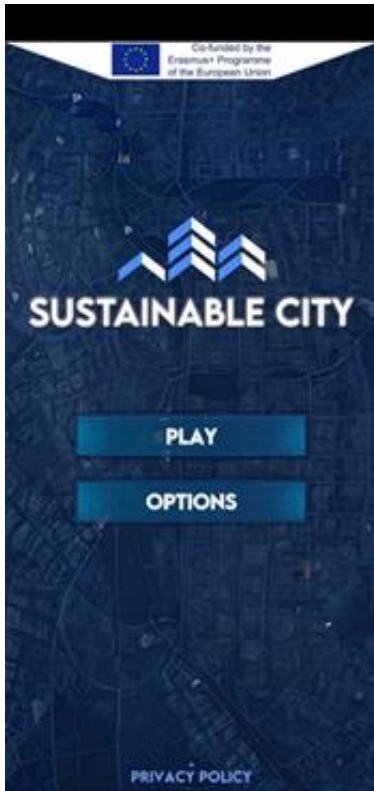 Co-funded by the
Erasmus+ Programme
of the European Union
SUSTAINABLE CITY
PLAY
OPTIONS
PRIVACY POLICY